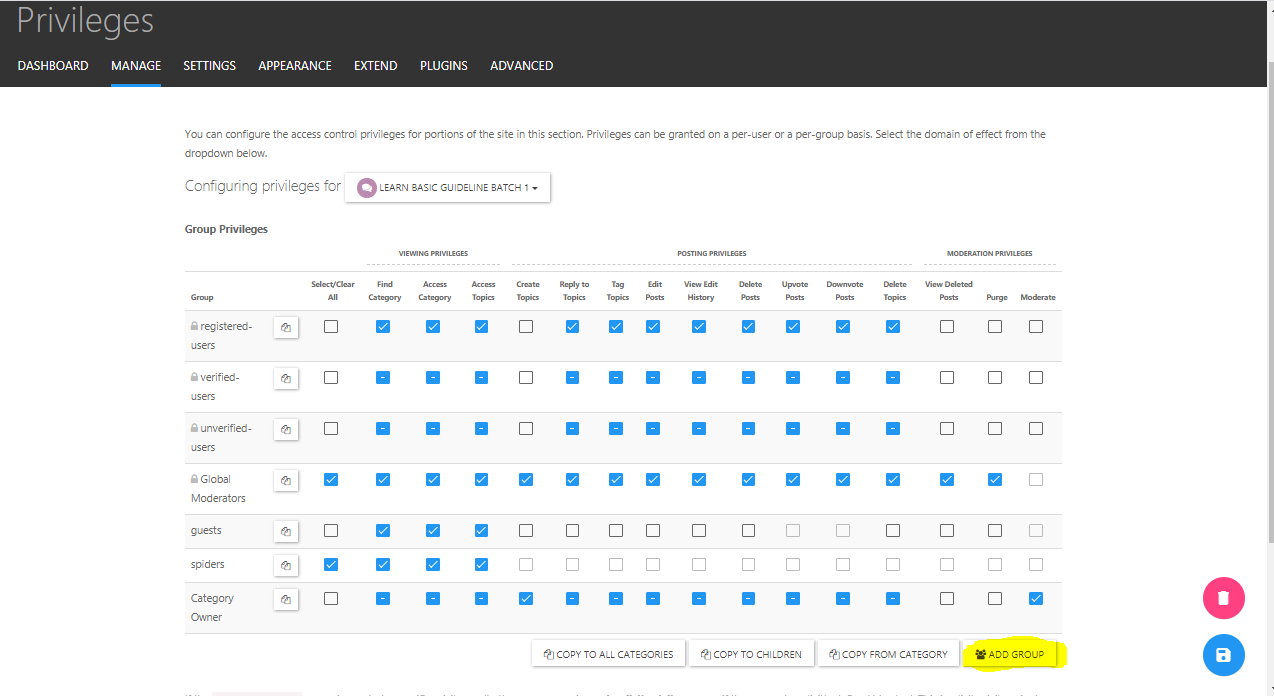 Privileges
DASHBOARD MANAGE SETTINGS APPEARANCE EXTEND PLUGINS ADVANCED
You can configure the access control privileges for portions of the site in this section. Privileges can be granted on a per-user or a per-group basis. Select the domain of effect from the
dropdown below.
Configuring privileges for LEARN BASIC GUIDELINE BATCH 1
Group Privileges
VIEWING PRIVILEGES POSTING PRIVILEGES MODERATION PRIVILEGES
Select/Clear Find Access Access Create Reply to Tag Edit View Edit Delete Upvote Downvote Delete View Deleted
Group All Category Category Topics Topics Topics Topics Posts History Posts Posts Posts Topics Posts Purge Moderate
registered-
users
verified-
users
unverified-
users
Global
Moderators
guests
spiders
Category
Owner
COPY TO ALL CATEGORIES COPY TO CHILDREN COPY FROM CATEGORY ADD GROUP